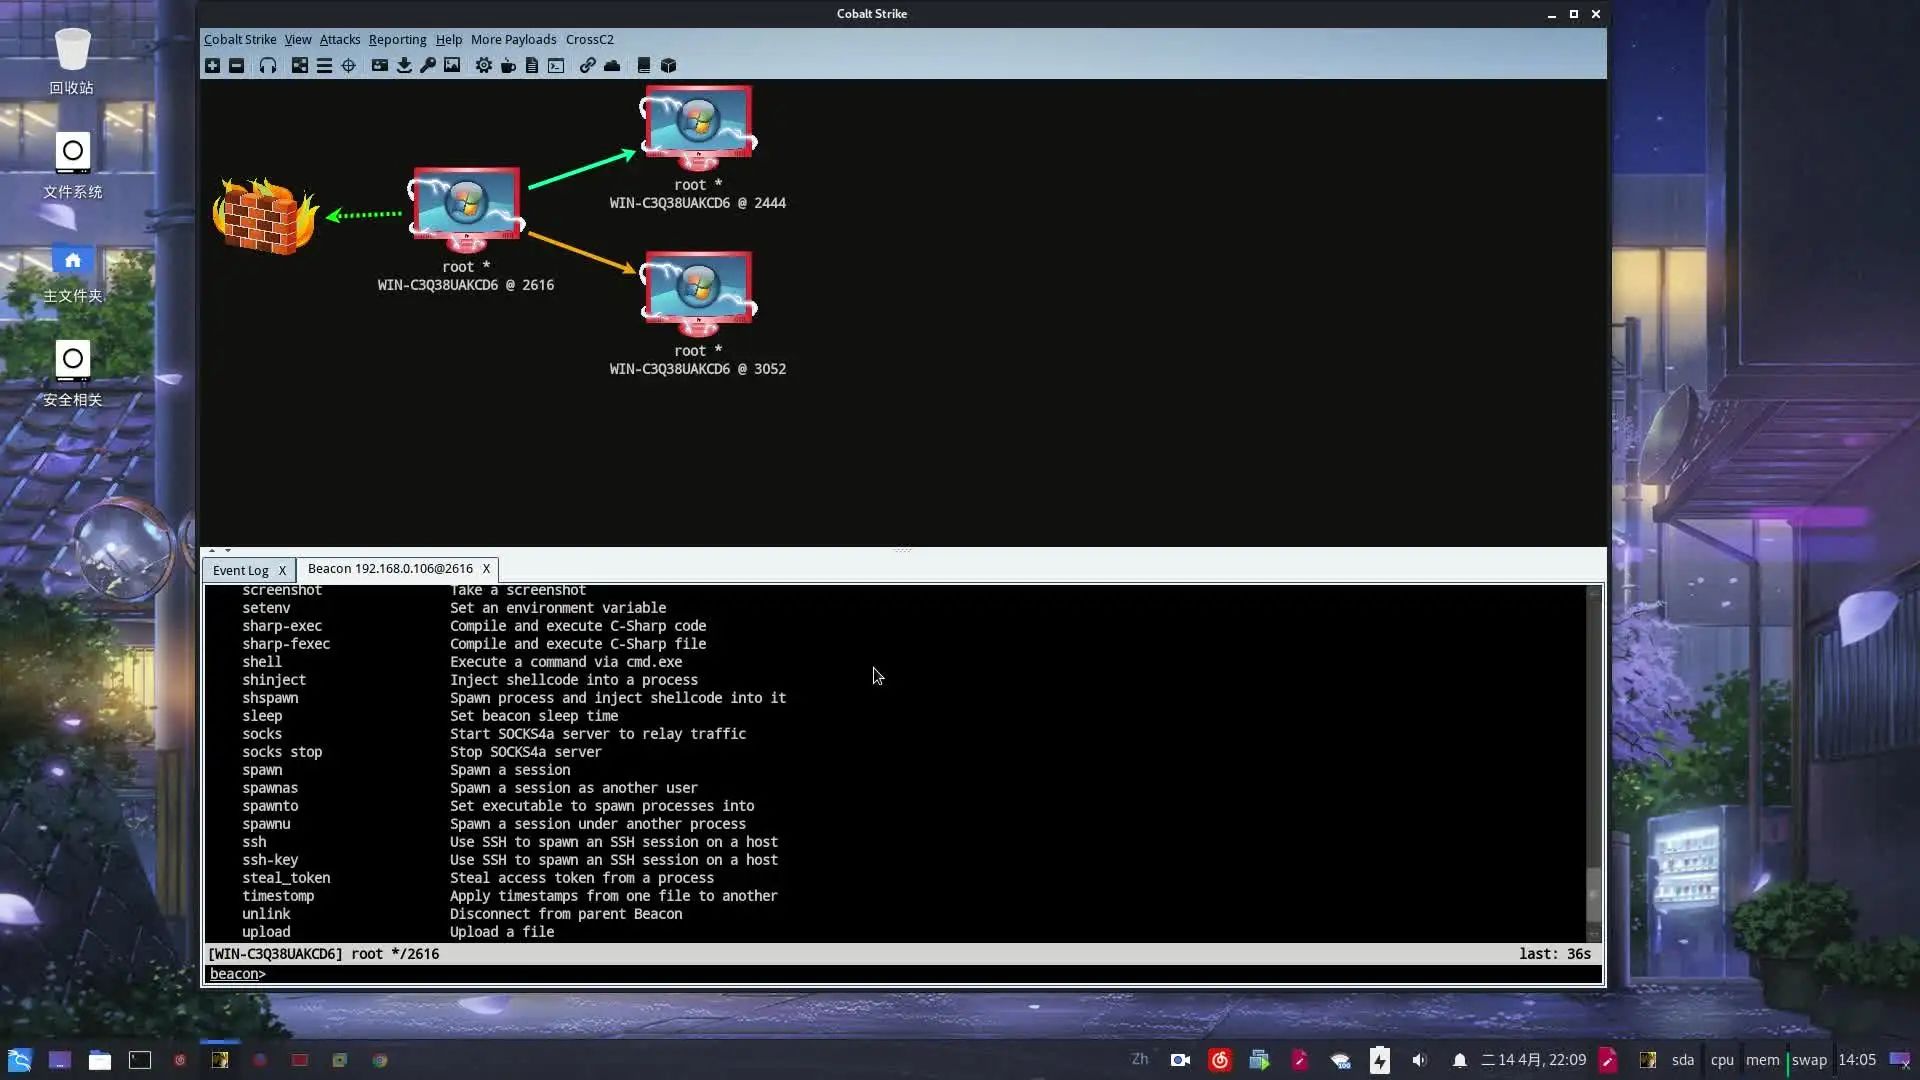 Cobalt Strike
Cobalt Strike View Attacks Reporting Help More Payloads CrossC2
回收站
文件系统
主文件夹
安全相关
root *
WIN-C3Q38UAKCD6 @ 2444
root *
WIN-C3Q38UAKCD6 @ 2616
root *
WIN-C3Q38UAKCD6 @ 3052
Event Log X Beacon 192.168.0.106@2616 X
screenshot Take a screenshot
setenv Set an environment variable
sharp-exec Compile and execute C-Sharp code
sharp-fexec Compile and execute C-Sharp file
shell Execute a command via cmd.exe
shinject Inject shellcode into a process
shspawn Spawn process and inject shellcode into it
sleep Set beacon sleep time
socks Start SOCKS4a server to relay traffic
socks stop Stop SOCKS4a server
spawn Spawn a session
spawnas Spawn a session as another user
spawnto Set executable to spawn processes into
spawnu Spawn a session under another process
ssh Use SSH to spawn an SSH session on a host
ssh-key Use SSH to spawn an SSH session on a host
steal_token Steal access token from a process
timestomp Apply timestamps from one file to another
unlink Disconnect from parent Beacon
upload Upload a file
[WIN-C3Q38UAKCD6] root */2616 last: 36s
beacon>
Zh 100 二 14 4月, 22:09 sda cpu mem swap 14:05